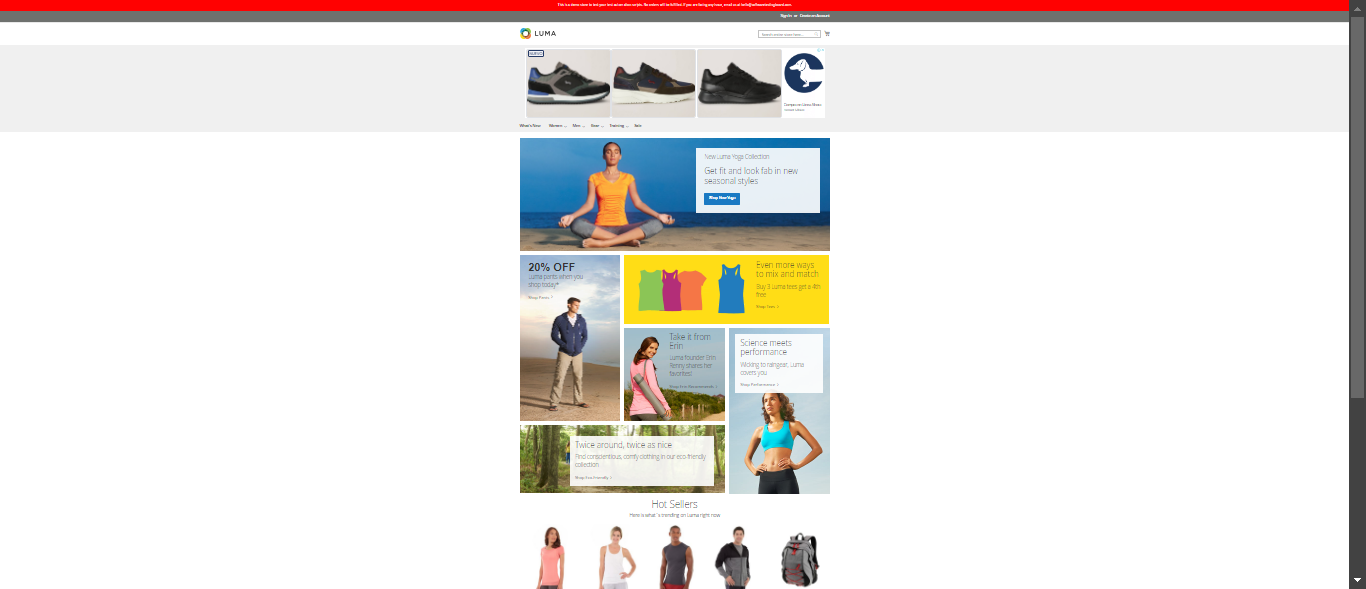 This is a demo store to test your test automation scripts. No orders will be fulfilled. If you are facing any issue, email us at
Sign In or Create an Account
LUMA
Search entire store here...
What's New Women Men Gear Training Sale
New Luma Yoga Collection
Get fit and look fab in new
seasonal styles
Shop New Yoga
20% OFF
Luma pants when you
shop today*
Shop Pants
Even more ways
to mix and match
Buy 3 Luma tees get a 4th
free
Shop Tees
Take it from
Erin
Luma founder Erin
Renny shares her
favorites!
Shop Erin Recommends
Science meets
performance
Wicking to raingear, Luma
covers you
Shop Performance
Twice around, twice as nice
Find conscientious, comfy clothing in our eco-friendly
collection
Shop Eco-Friendly
Hot Sellers
Here is what`s trending on Luma right now